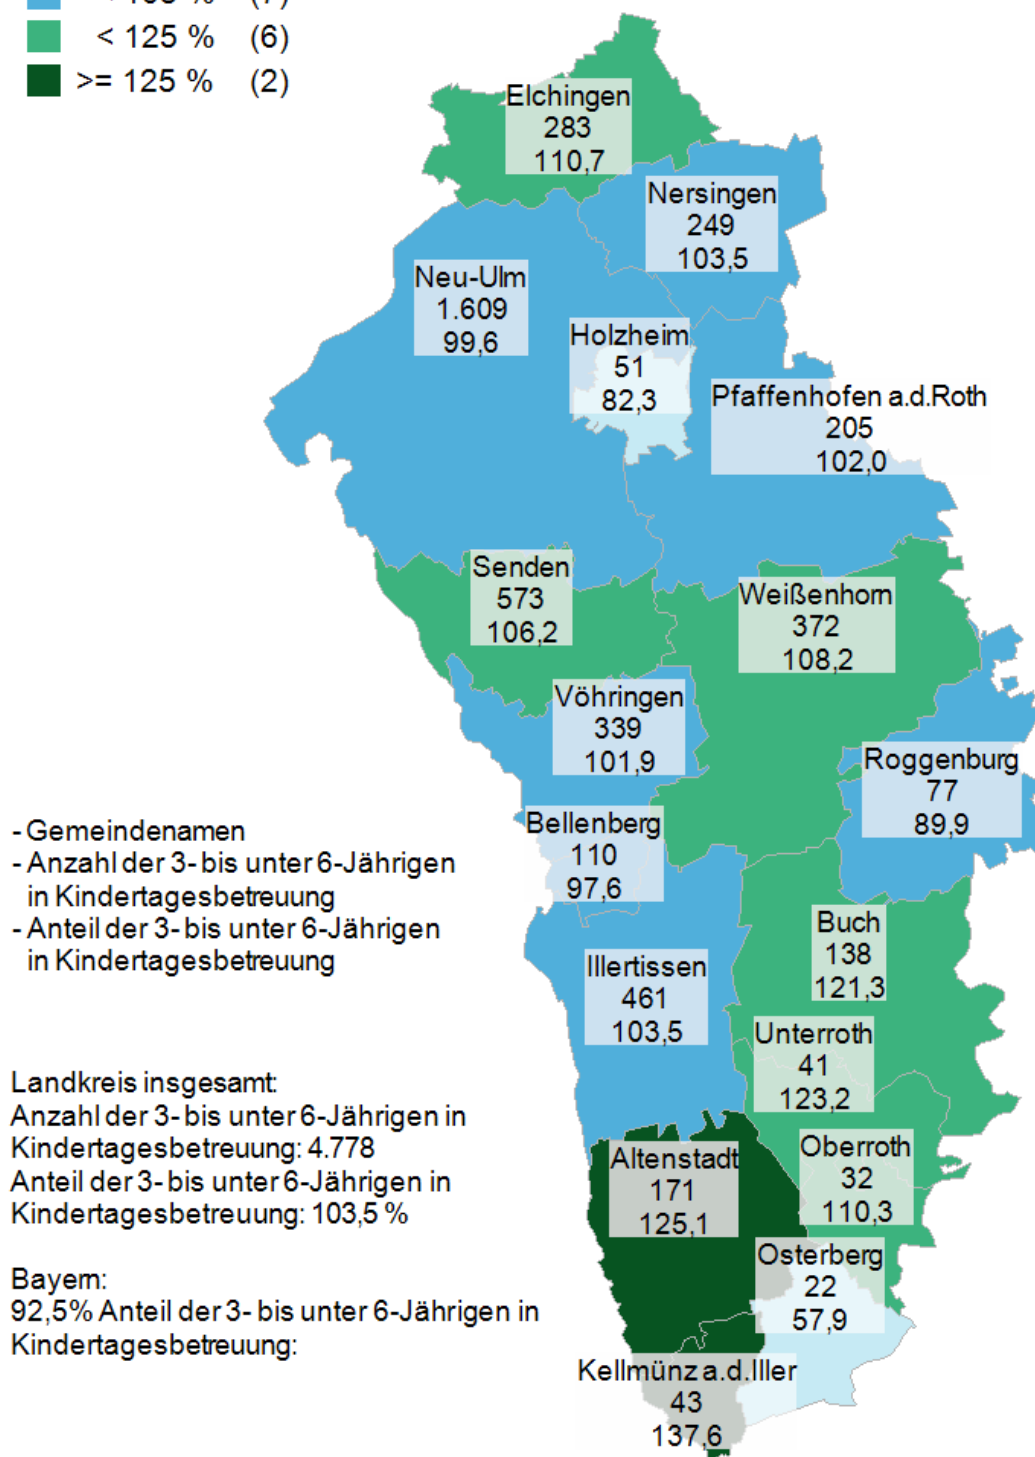 < 125 % (6)
>= 125 % (2)
Elchingen
283
110,7
Nersingen
249
103,5
Neu-Ulm
1.609
99,6
Holzheim
51
82,3
Pfaffenhofen a.d.Roth
205
102,0
Senden
573
106,2
Weißenhorn
372
108,2
Vöhringen
339
101,9
Roggenburg
77
89,9
Bellenberg
110
97,6
- Gemeindenamen
- Anzahl der 3- bis unter 6-Jährigen
in Kindertagesbetreuung
- Anteil der 3- bis unter 6-Jährigen
in Kindertagesbetreuung
Buch
138
121,3
Illertissen
461
103,5
Unterroth
41
123,2
Landkreis insgesamt:
Anzahl der 3- bis unter 6-Jährigen in
Kindertagesbetreuung: 4.778
Anteil der 3- bis unter 6-Jährigen in
Kindertagesbetreuung: 103,5 %
Altenstadt
171
125,1
Oberroth
32
110,3
Osterberg
22
57,9
Bayern:
92,5% Anteil der 3- bis unter 6-Jährigen in
Kindertagesbetreuung:
Kellmünz a.d.Iller
43
137,6